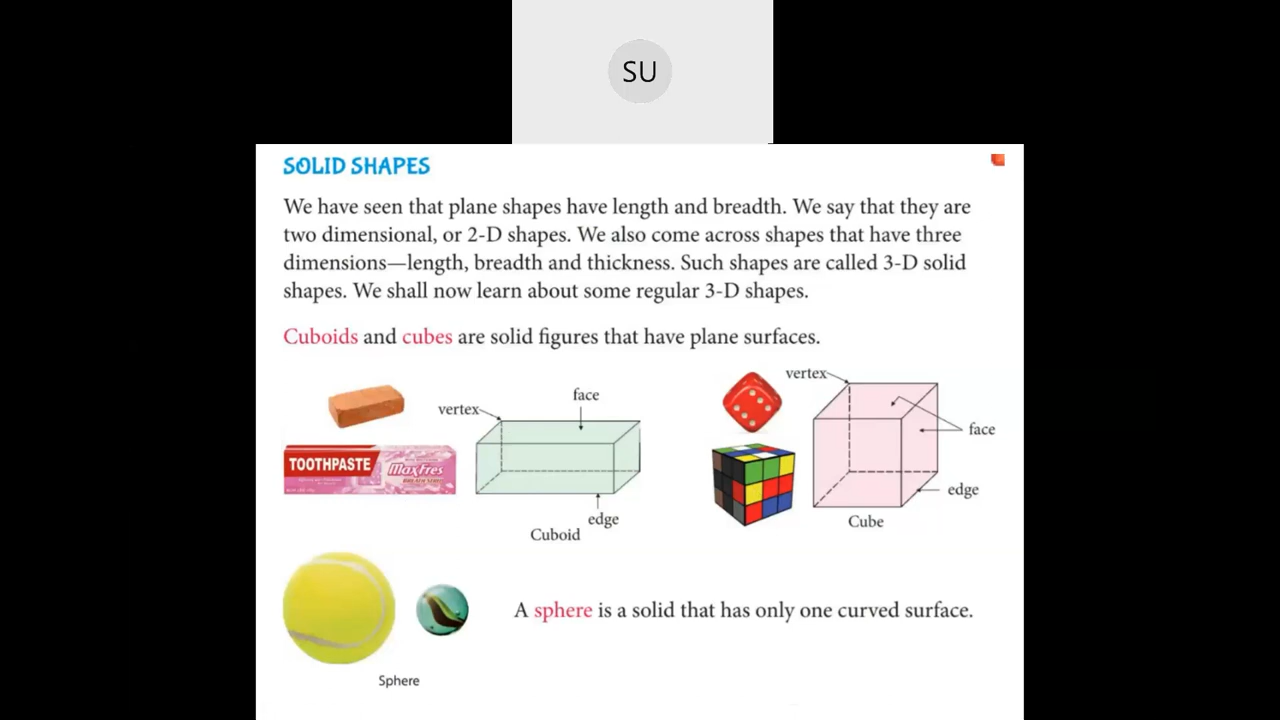 SU
SOLID SHAPES
We have seen that plane shapes have length and breadth. We say that they are
two dimensional, or 2-D shapes. We also come across shapes that have three
dimensions—length, breadth and thickness. Such shapes are called 3-D solid
shapes. We shall now learn about some regular 3-D shapes.
Cuboids and cubes are solid figures that have plane surfaces.
vertex
face
edge
Cuboid
TOOTHPASTE
MaxFres
vertex
face
edge
Cube
A sphere is a solid that has only one curved surface.
Sphere